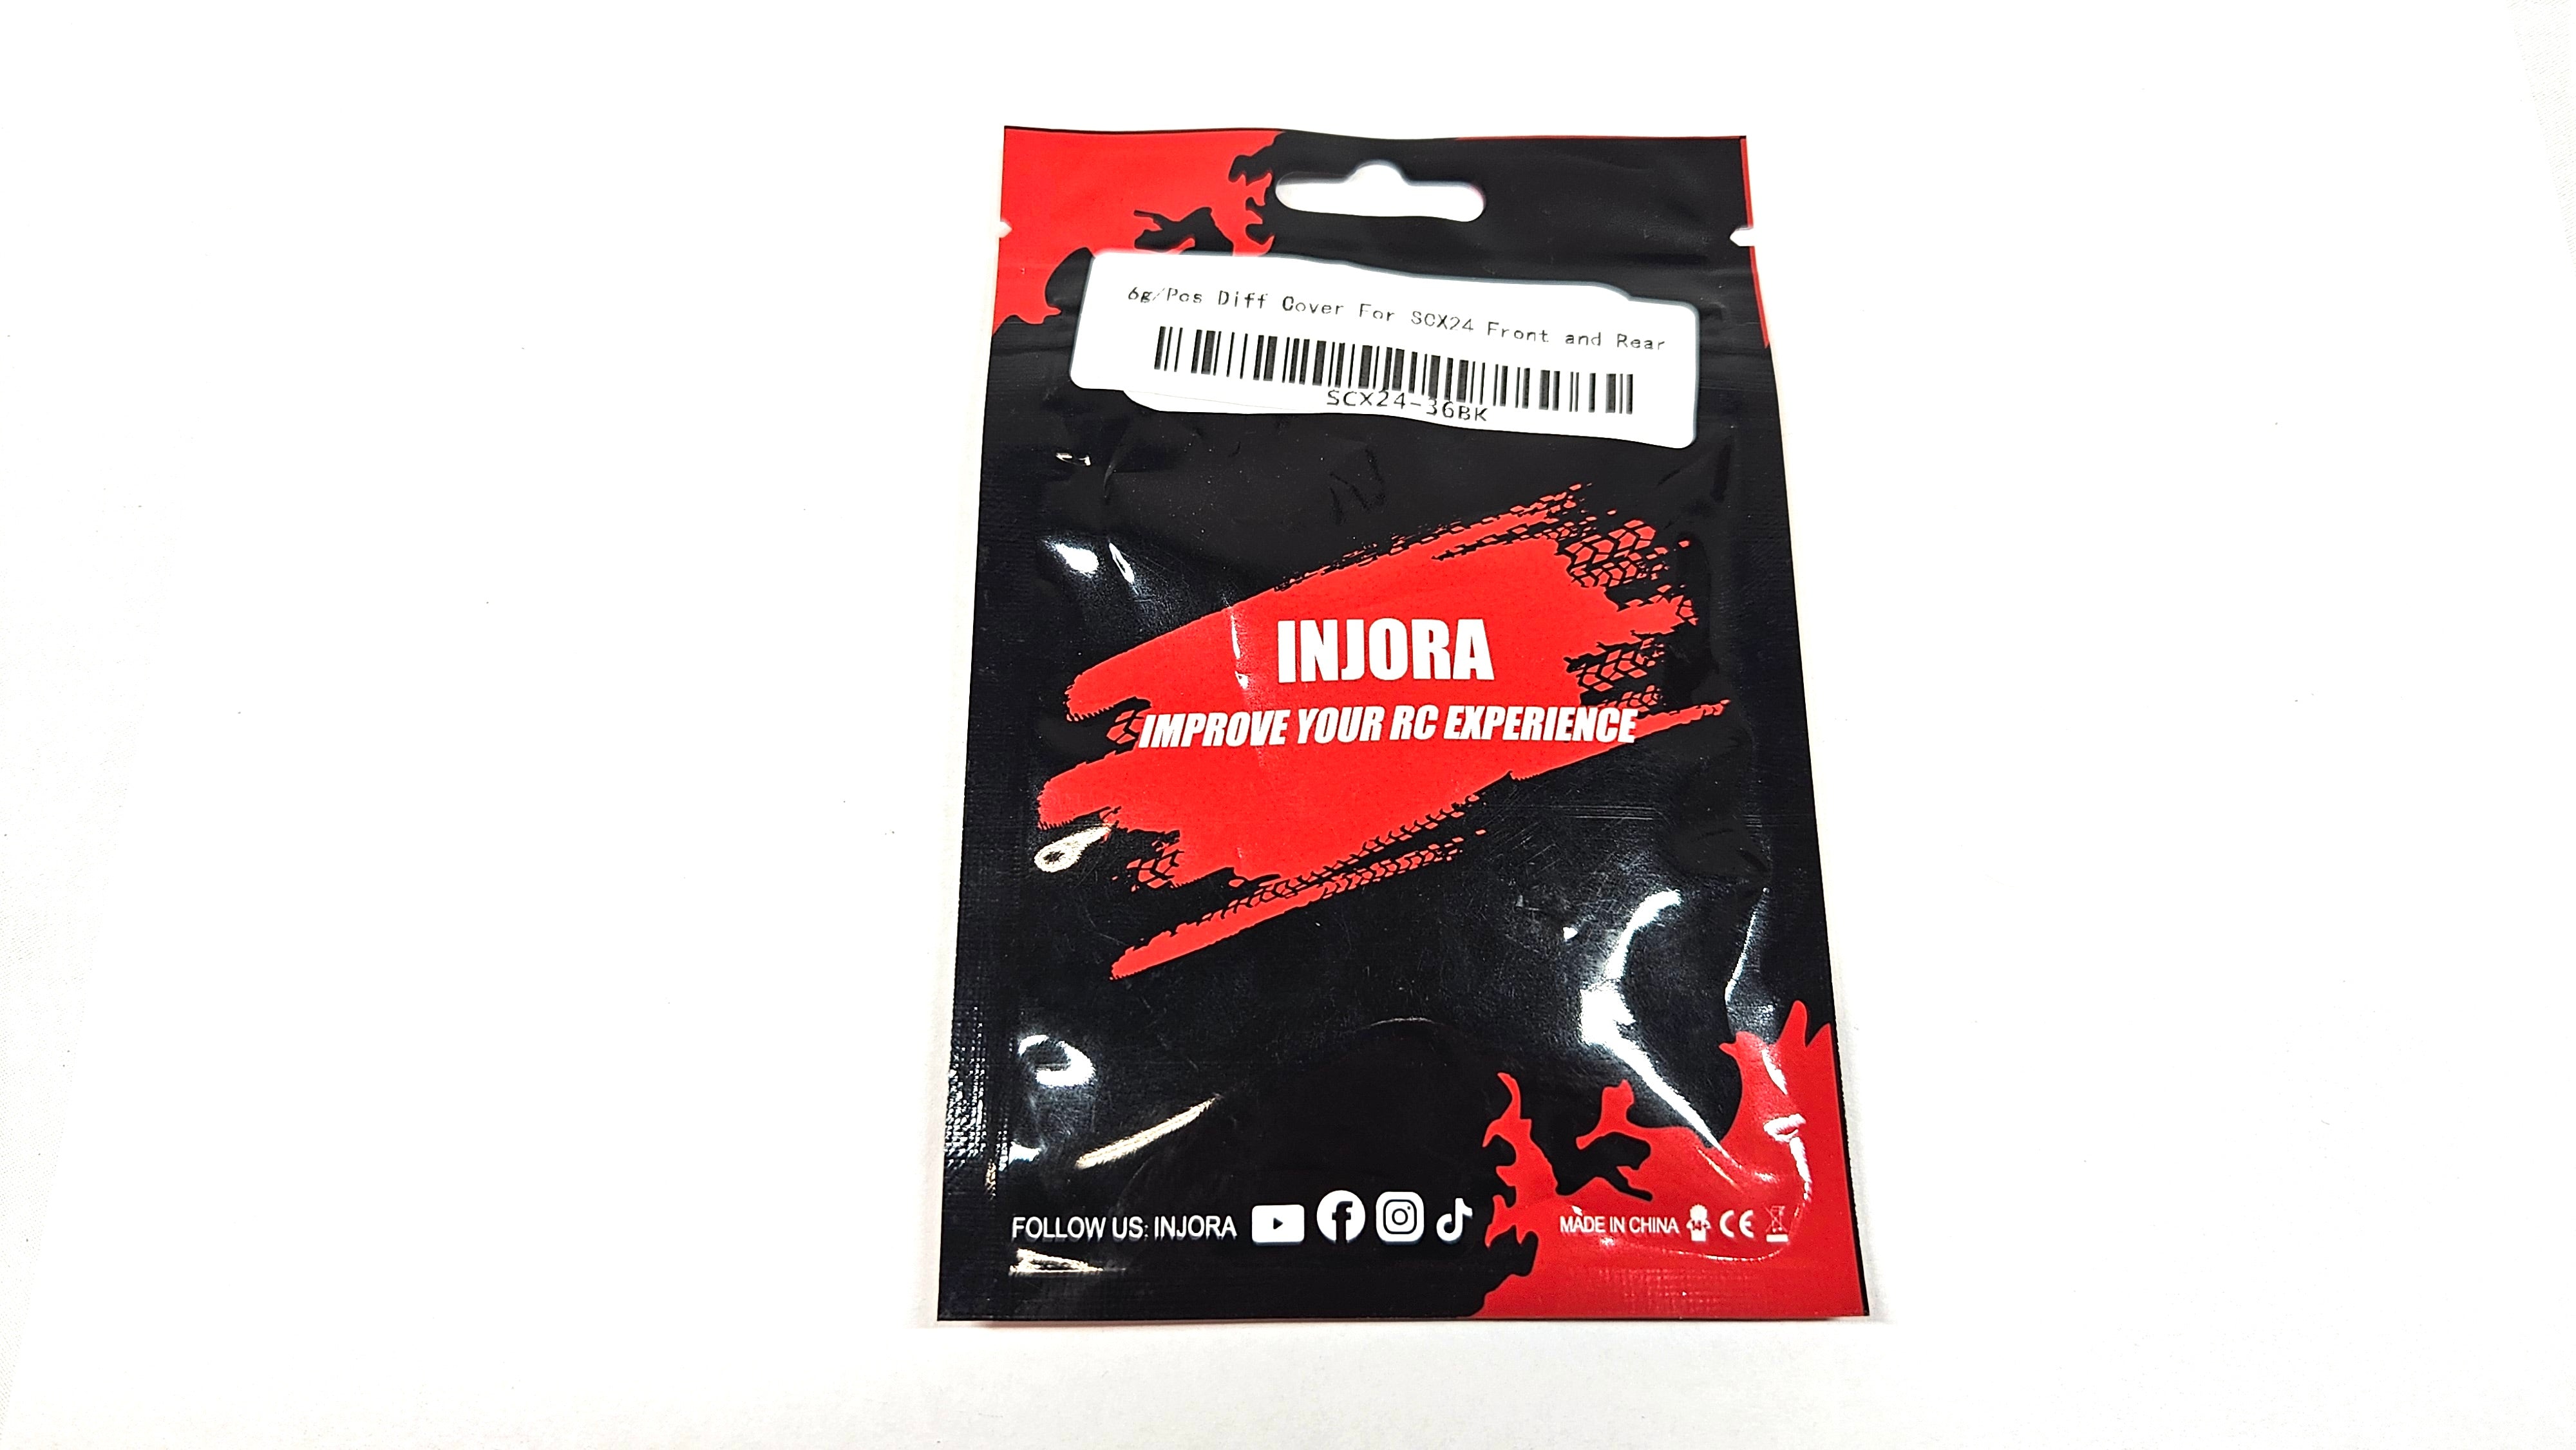 6g/Pcs Diff Cover For SCX24 Front and Rear
SCX24-36BK
INJORA
IMPROVE YOUR RC EXPERIENCE
FOLLOW US: INJORA
MADE IN CHINA 14+ CE